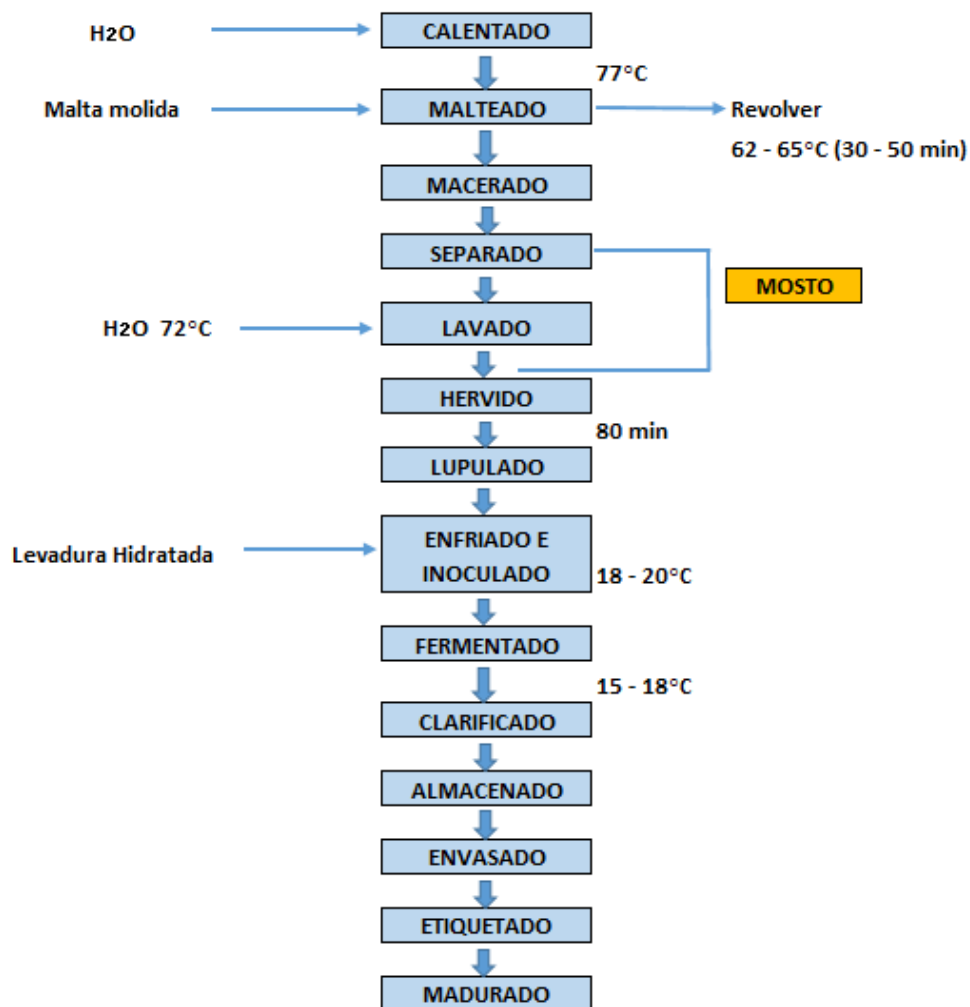 H2O
CALENTADO
77°C
Malta molida
MALTEADO
Revolver
62 - 65°C (30 - 50 min)
MACERADO
SEPARADO
MOSTO
H2O 72°C
LAVADO
HERVIDO
80 min
LUPULADO
Levadura Hidratada
ENFRIADO E
INOCULADO
18 - 20°C
FERMENTADO
15 - 18°C
CLARIFICADO
ALMACENADO
ENVASADO
ETIQUETADO
MADURADO